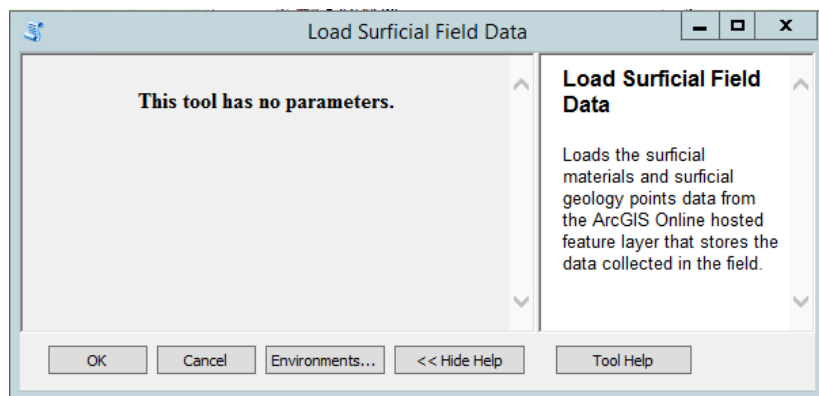 Load Surficial Field Data
This tool has no parameters.
Load Surficial Field
Data
Loads the surficial
materials and surficial
geology points data from
the ArcGIS Online hosted
feature layer that stores the
data collected in the field.
OK
Cancel
Environments...
<< Hide Help
Tool Help